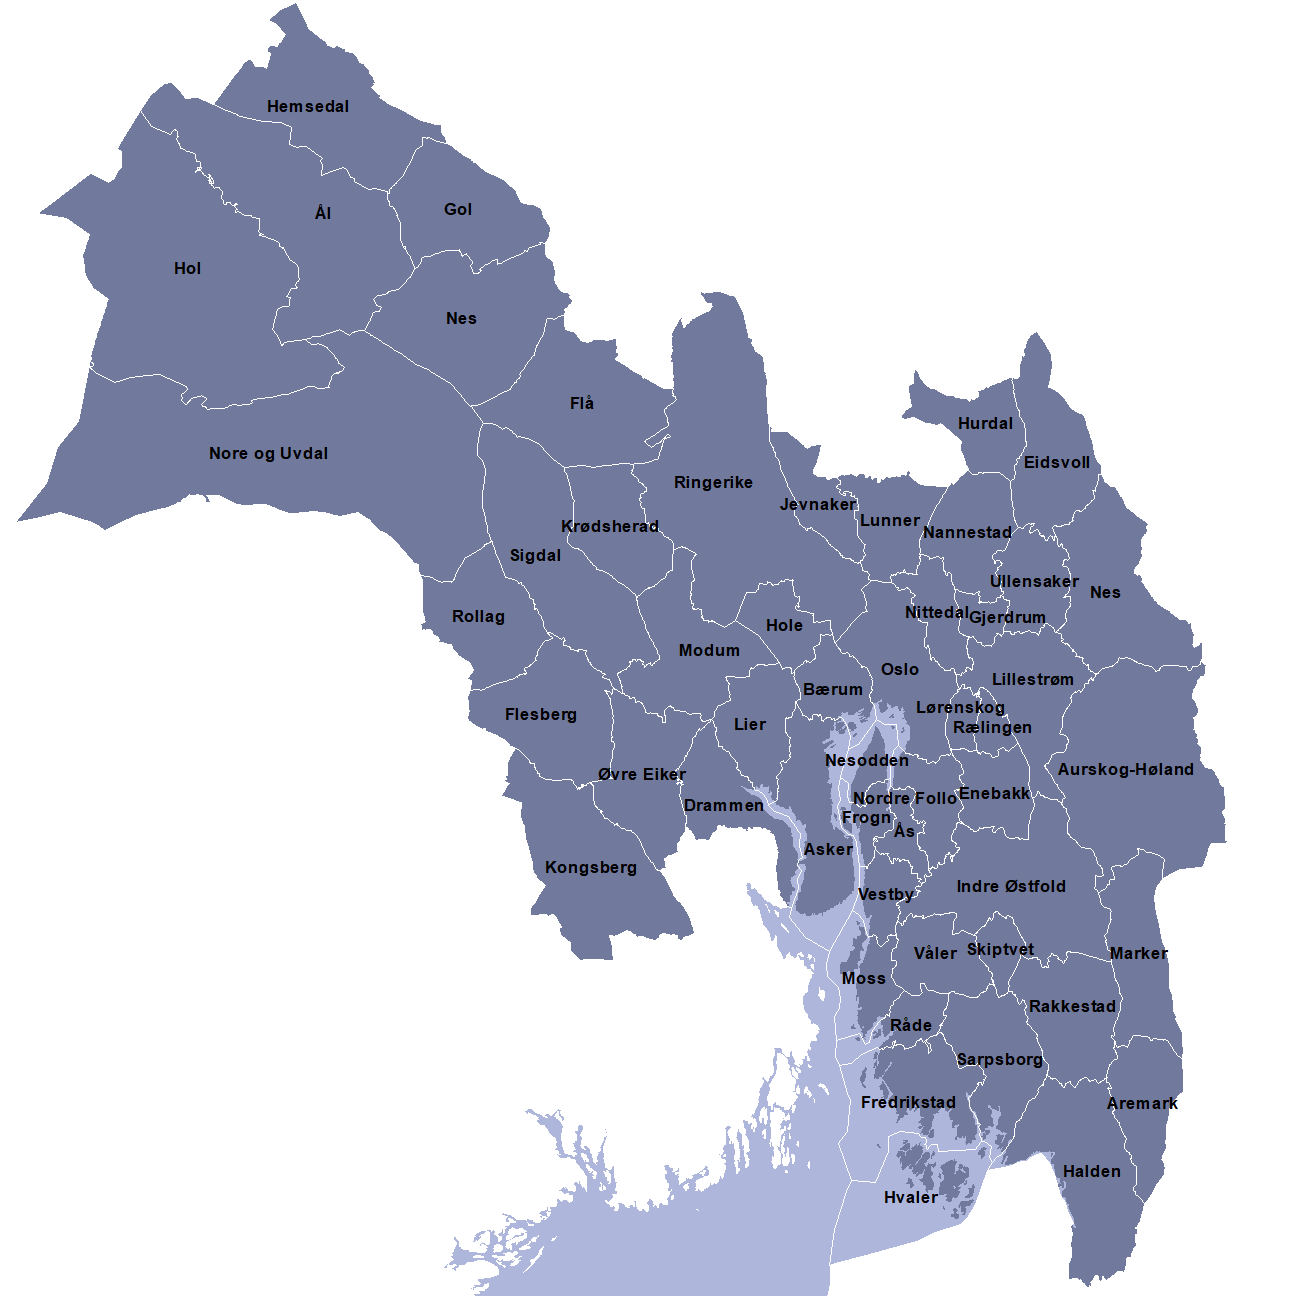 Hemsedal
Ål
Gol
Hol
Nes
Flå
Hurdal
Nore og Uvdal
Eidsvoll
Ringerike
Jevnaker
Lunner
Krødsherad
Nannestad
Sigdal
Ullensaker
Nes
Rollag
Nittedal
Gjerdrum
Hole
Modum
Oslo
Lillestrøm
Bærum
Lørenskog
Flesberg
Lier
Rælingen
Nesodden
Aurskog-Høland
Øvre Eiker
Enebakk
Nordre Follo
Drammen
Frogn
Ås
Asker
Kongsberg
Indre Østfold
Vestby
Skiptvet
Våler
Marker
Moss
Rakkestad
Råde
Sarpsborg
Fredrikstad
Aremark
Halden
Hvaler